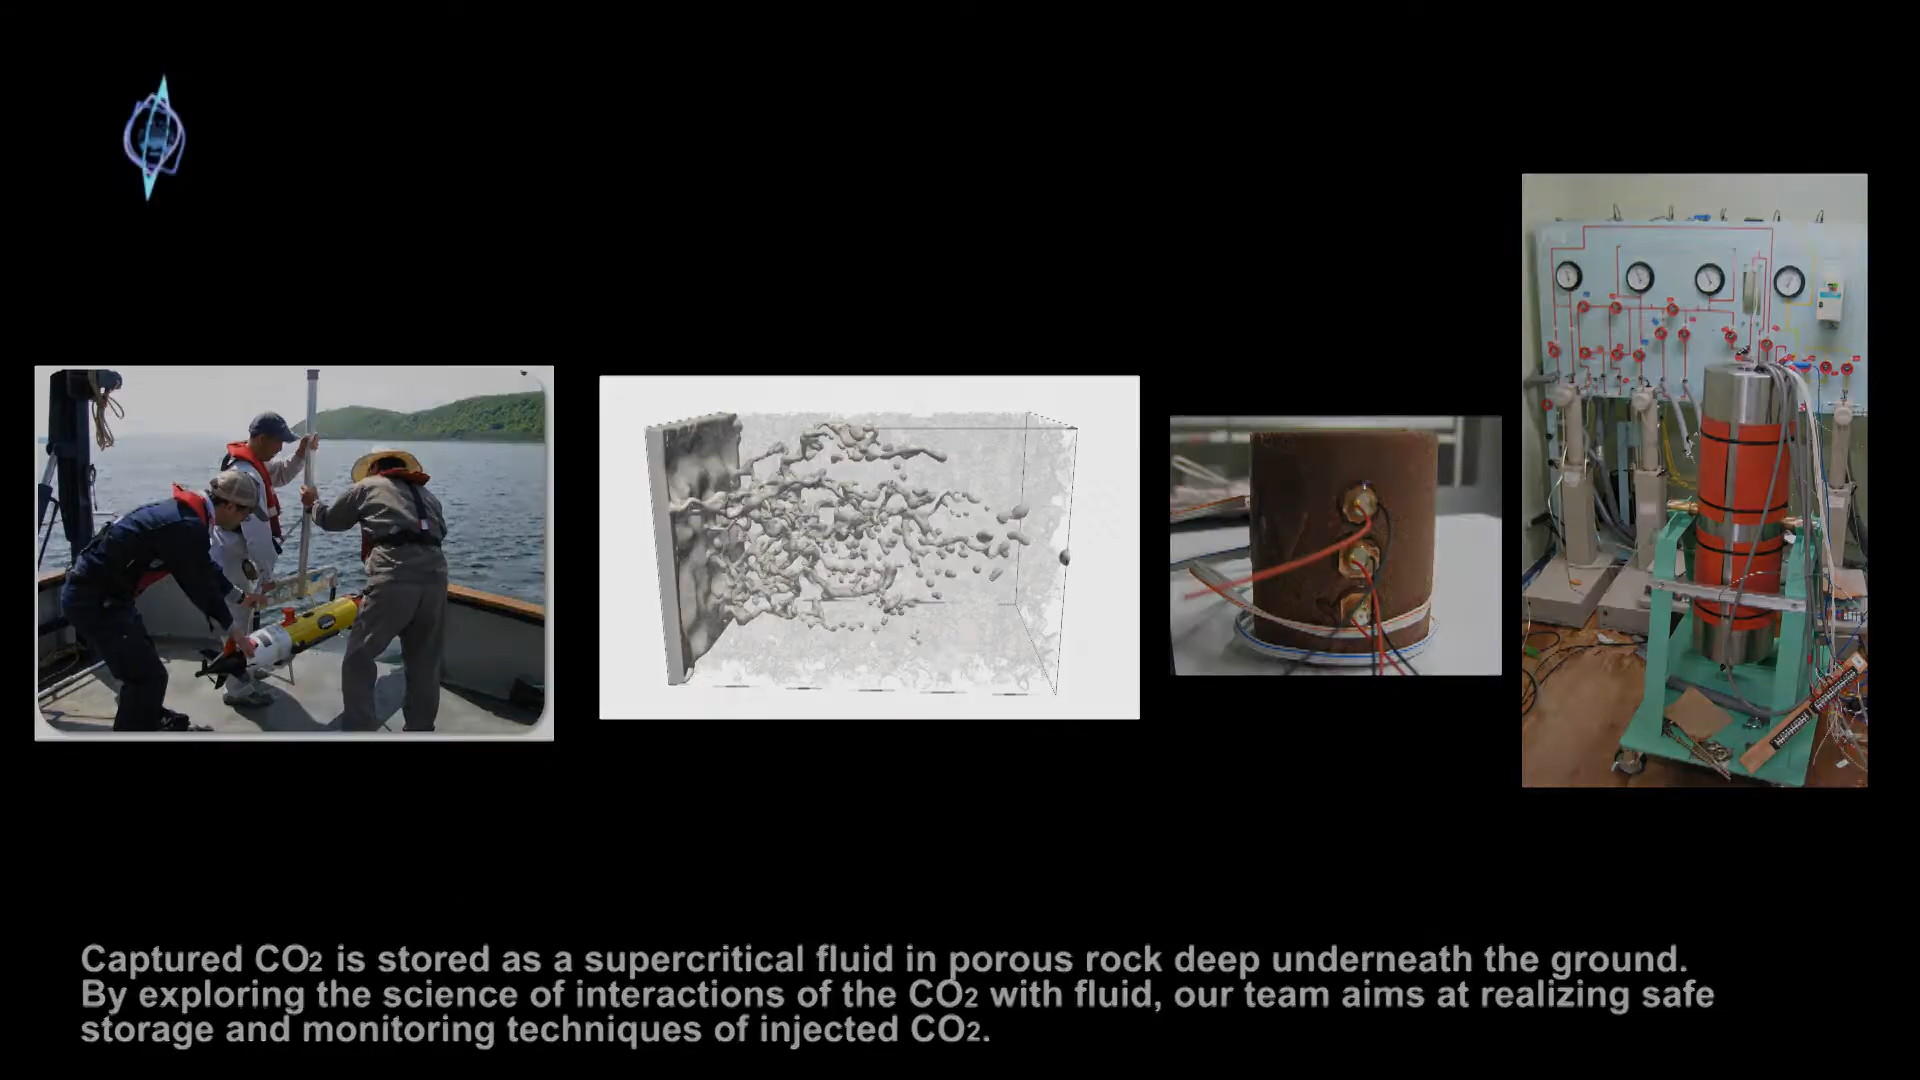 Captured CO2 is stored as a supercritical fluid in porous rock deep underneath the ground.
By exploring the science of interactions of the CO2 with fluid, our team aims at realizing safe
storage and monitoring techniques of injected CO2.